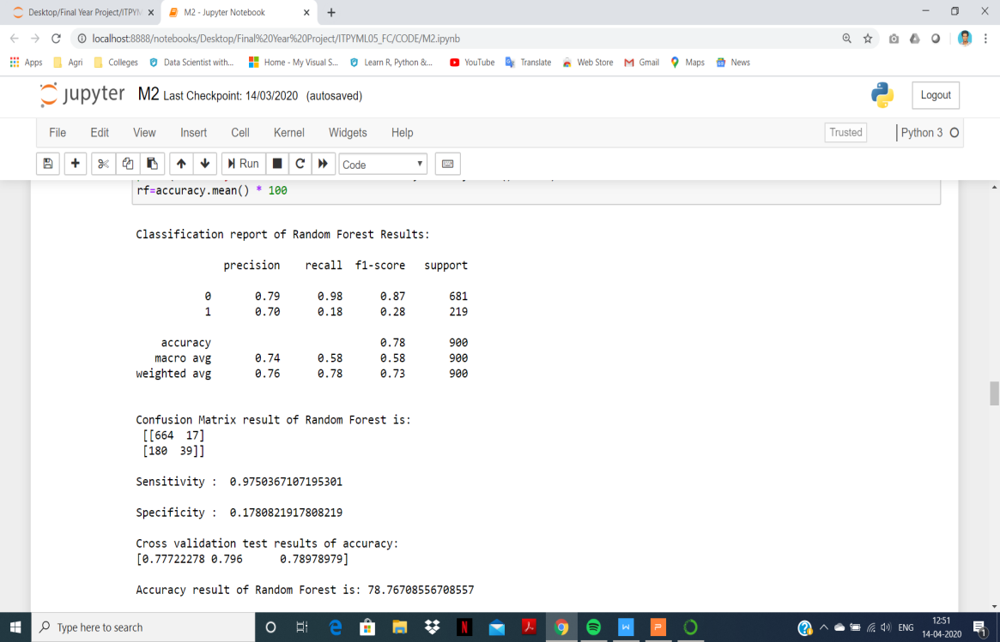 Desktop/Final Year Project/ITPYM
M2 - Jupyter Notebook
localhost:8888/notebooks/Desktop/Final%20Year%20Project/ITPYML05_FC/CODE/M2.ipynb
Apps Agri Colleges Data Scientist with... Home - My Visual S... Learn R, Python &... YouTube Translate Web Store Gmail Maps News
jupyter M2 Last Checkpoint: 14/03/2020 (autosaved) Logout
File Edit View Insert Cell Kernel Widgets Help Trusted Python 3
Run Code
rf=accuracy.mean() * 100
Classification report of Random Forest Results:
precision recall f1-score support
0 0.79 0.98 0.87 681
1 0.70 0.18 0.28 219
accuracy 0.78 900
macro avg 0.74 0.58 0.58 900
weighted avg 0.76 0.78 0.73 900
Confusion Matrix result of Random Forest is:
[[664 17]
[180 39]]
Sensitivity : 0.9750367107195301
Specificity : 0.1780821917808219
Cross validation test results of accuracy:
[0.77722278 0.796 0.78978979]
Accuracy result of Random Forest is: 78.76708556708557
Type here to search
ENG
12:51
14-04-2020
1